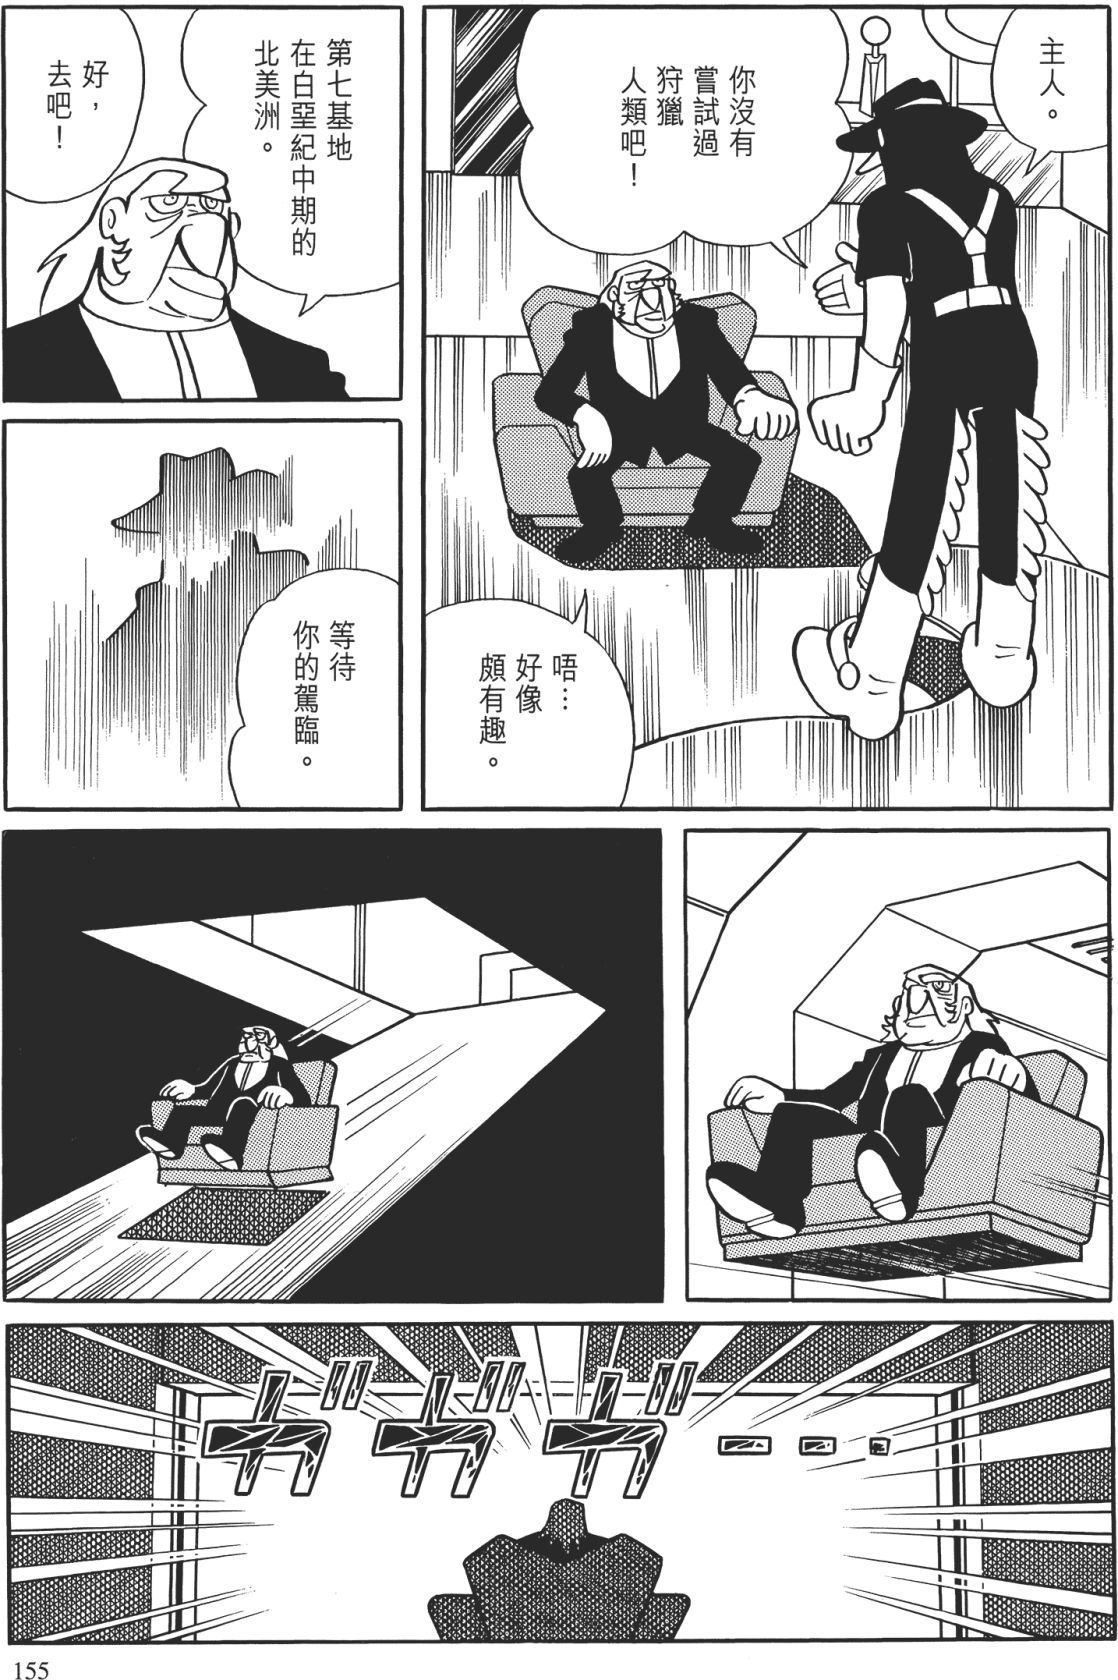 主人。
你沒有
嘗試過
狩獵
人類吧！
唔…
好像
頗有趣。
第七基地
在白堊紀中期的
北美洲。
好，
去吧！
等待
你的駕臨。
ガガガ---
155